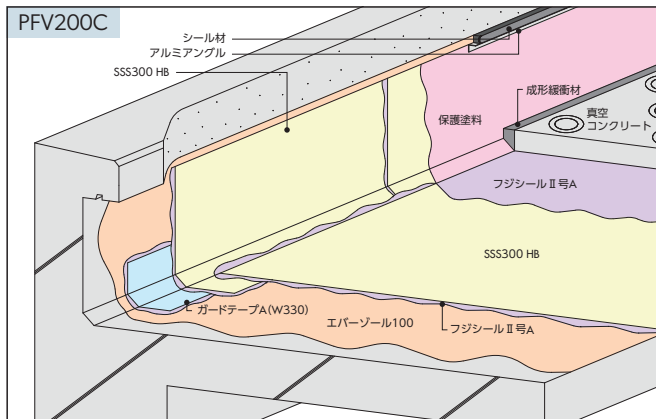 PFV200C
シール材
アルミアングル
SSS300 HB
成形緩衝材
保護塗料
真空
コンクリート
フジシールⅡ号A
SSS300 HB
ガードテープA(W330)
エバーゾール100
フジシールⅡ号A